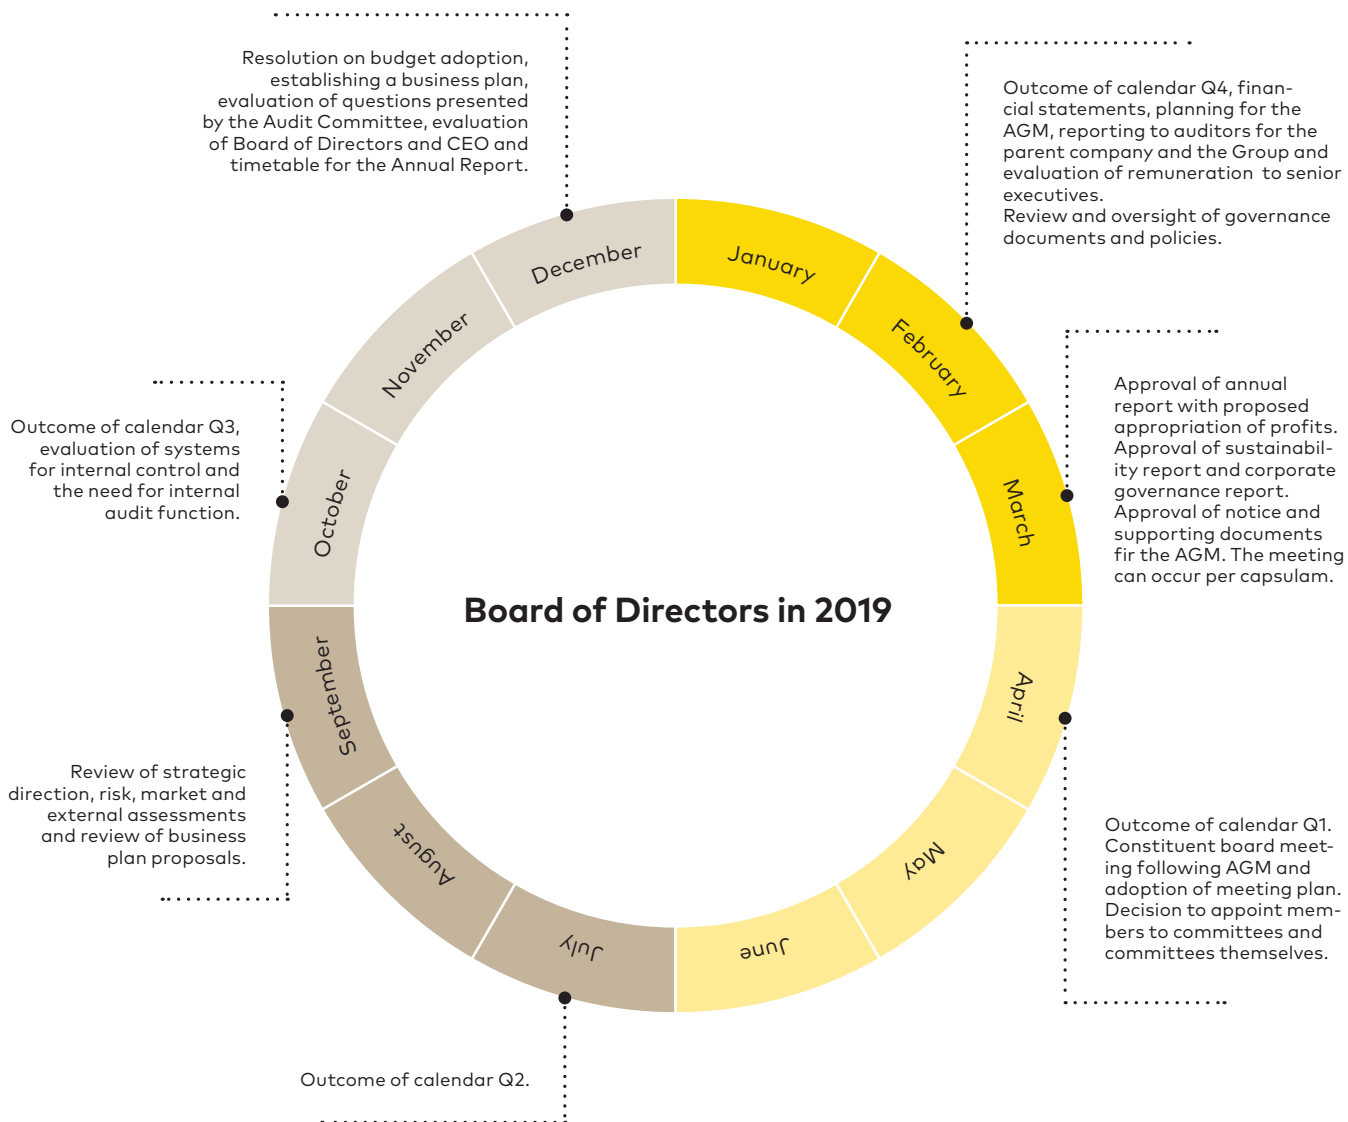 Resolution on budget adoption,
establishing a business plan,
evaluation of questions presented
by the Audit Committee, evaluation
of Board of Directors and CEO and
timetable for the Annual Report.
Outcome of calendar Q4, finan-
cial statements, planning for the
AGM, reporting to auditors for the
parent company and the Group and
evaluation of remuneration to senior
executives.
Review and oversight of governance
documents and policies.
Approval of annual
report with proposed
appropriation of profits.
Approval of sustainabil-
ity report and corporate
governance report.
Approval of notice and
supporting documents
fir the AGM. The meeting
can occur per capsulam.
Outcome of calendar Q1.
Constituent board meet-
ing following AGM and
adoption of meeting plan.
Decision to appoint mem-
bers to committees and
committees themselves.
Outcome of calendar Q2.
Review of strategic
direction, risk, market and
external assessments
and review of business
plan proposals.
Outcome of calendar Q3,
evaluation of systems
for internal control and
the need for internal
audit function.
January
February
March
April
May
June
July
August
September
October
November
December
Board of Directors in 2019